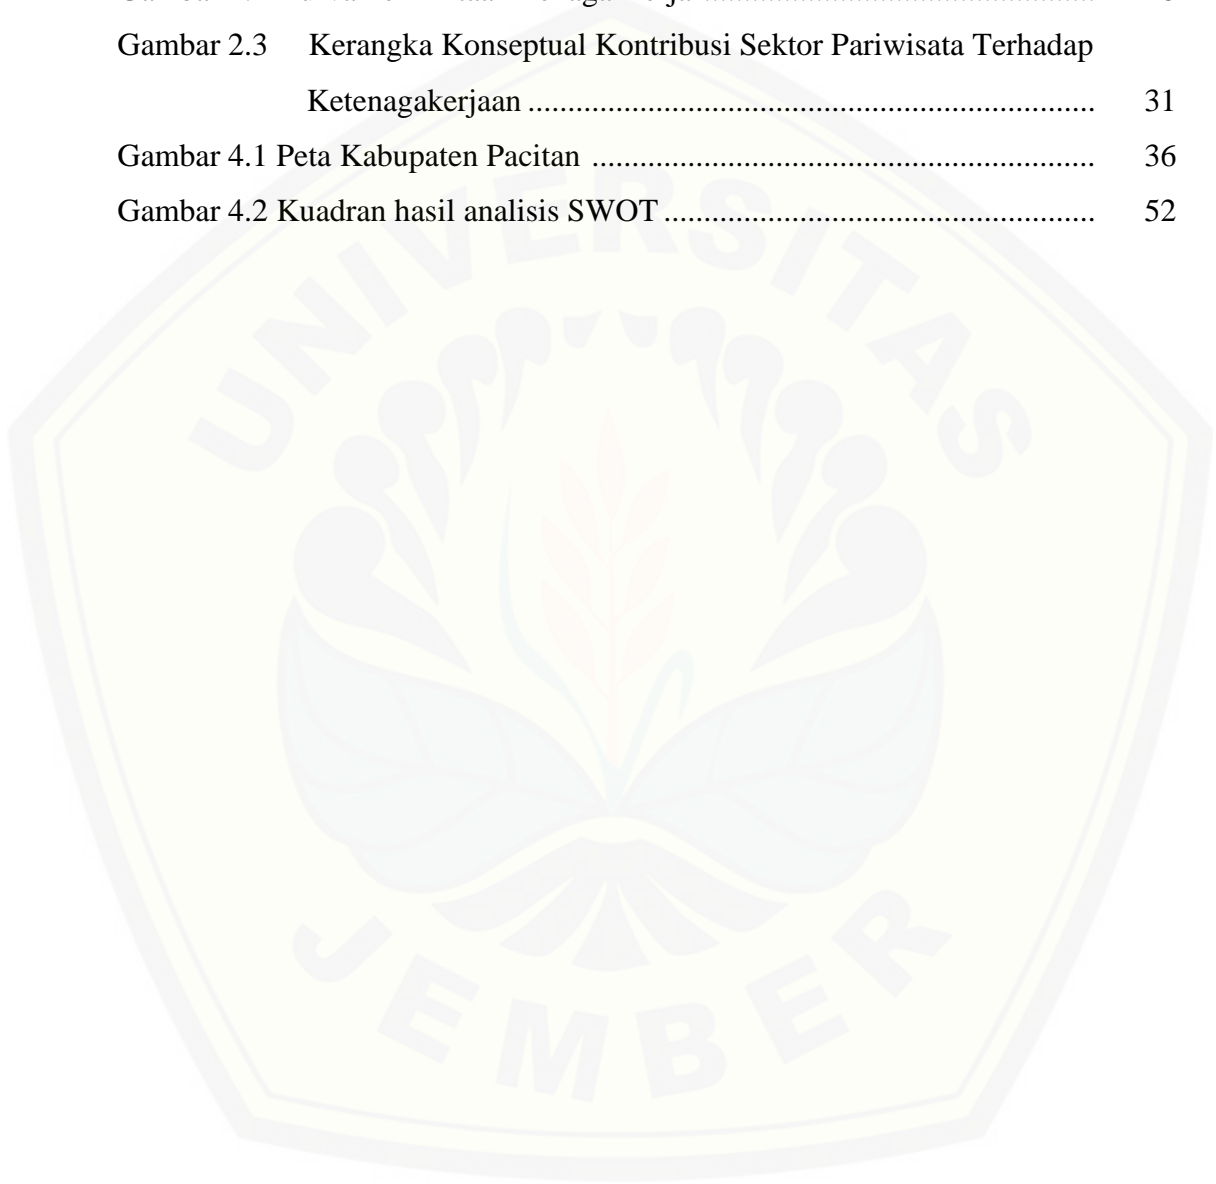 Gambar 2.3 Kerangka Konseptual Kontribusi Sektor Pariwisata Terhadap
Ketenagakerjaan ....................................................................... 31
Gambar 4.1 Peta Kabupaten Pacitan ............................................................... 36
Gambar 4.2 Kuadran hasil analisis SWOT ...................................................... 52
UNIVERSITAS
JEMBER